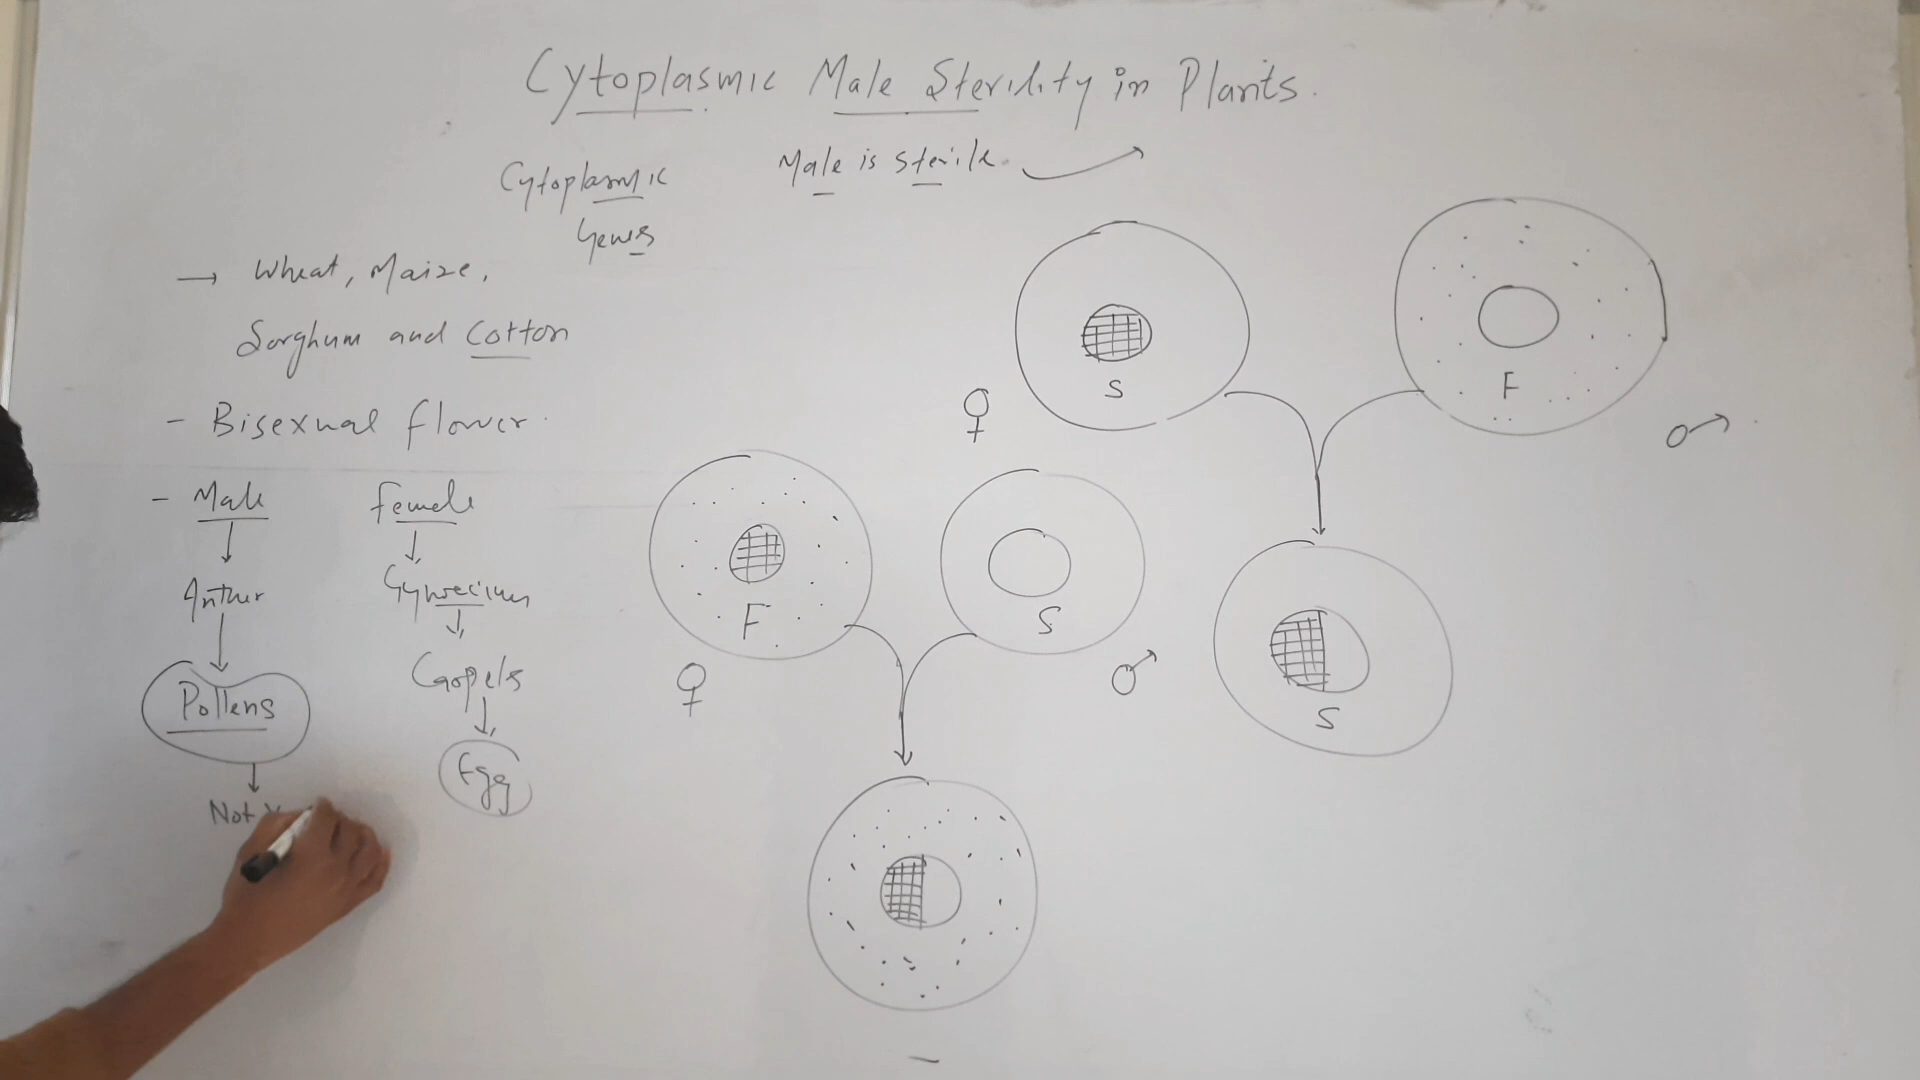 Cytoplasmic Male Sterility in Plants.
Cytoplasmic Genes
Male is sterile.
→ Wheat, Maize,
Sorghum and Cotton
- Bisexual flower.
- Male
↓
Anther
↓
Pollens
↓
Not
Female
↓
Gynoecium
↓
Carpels
↓
Egg
S
F
♀
♂
S
F
S
♀
♂